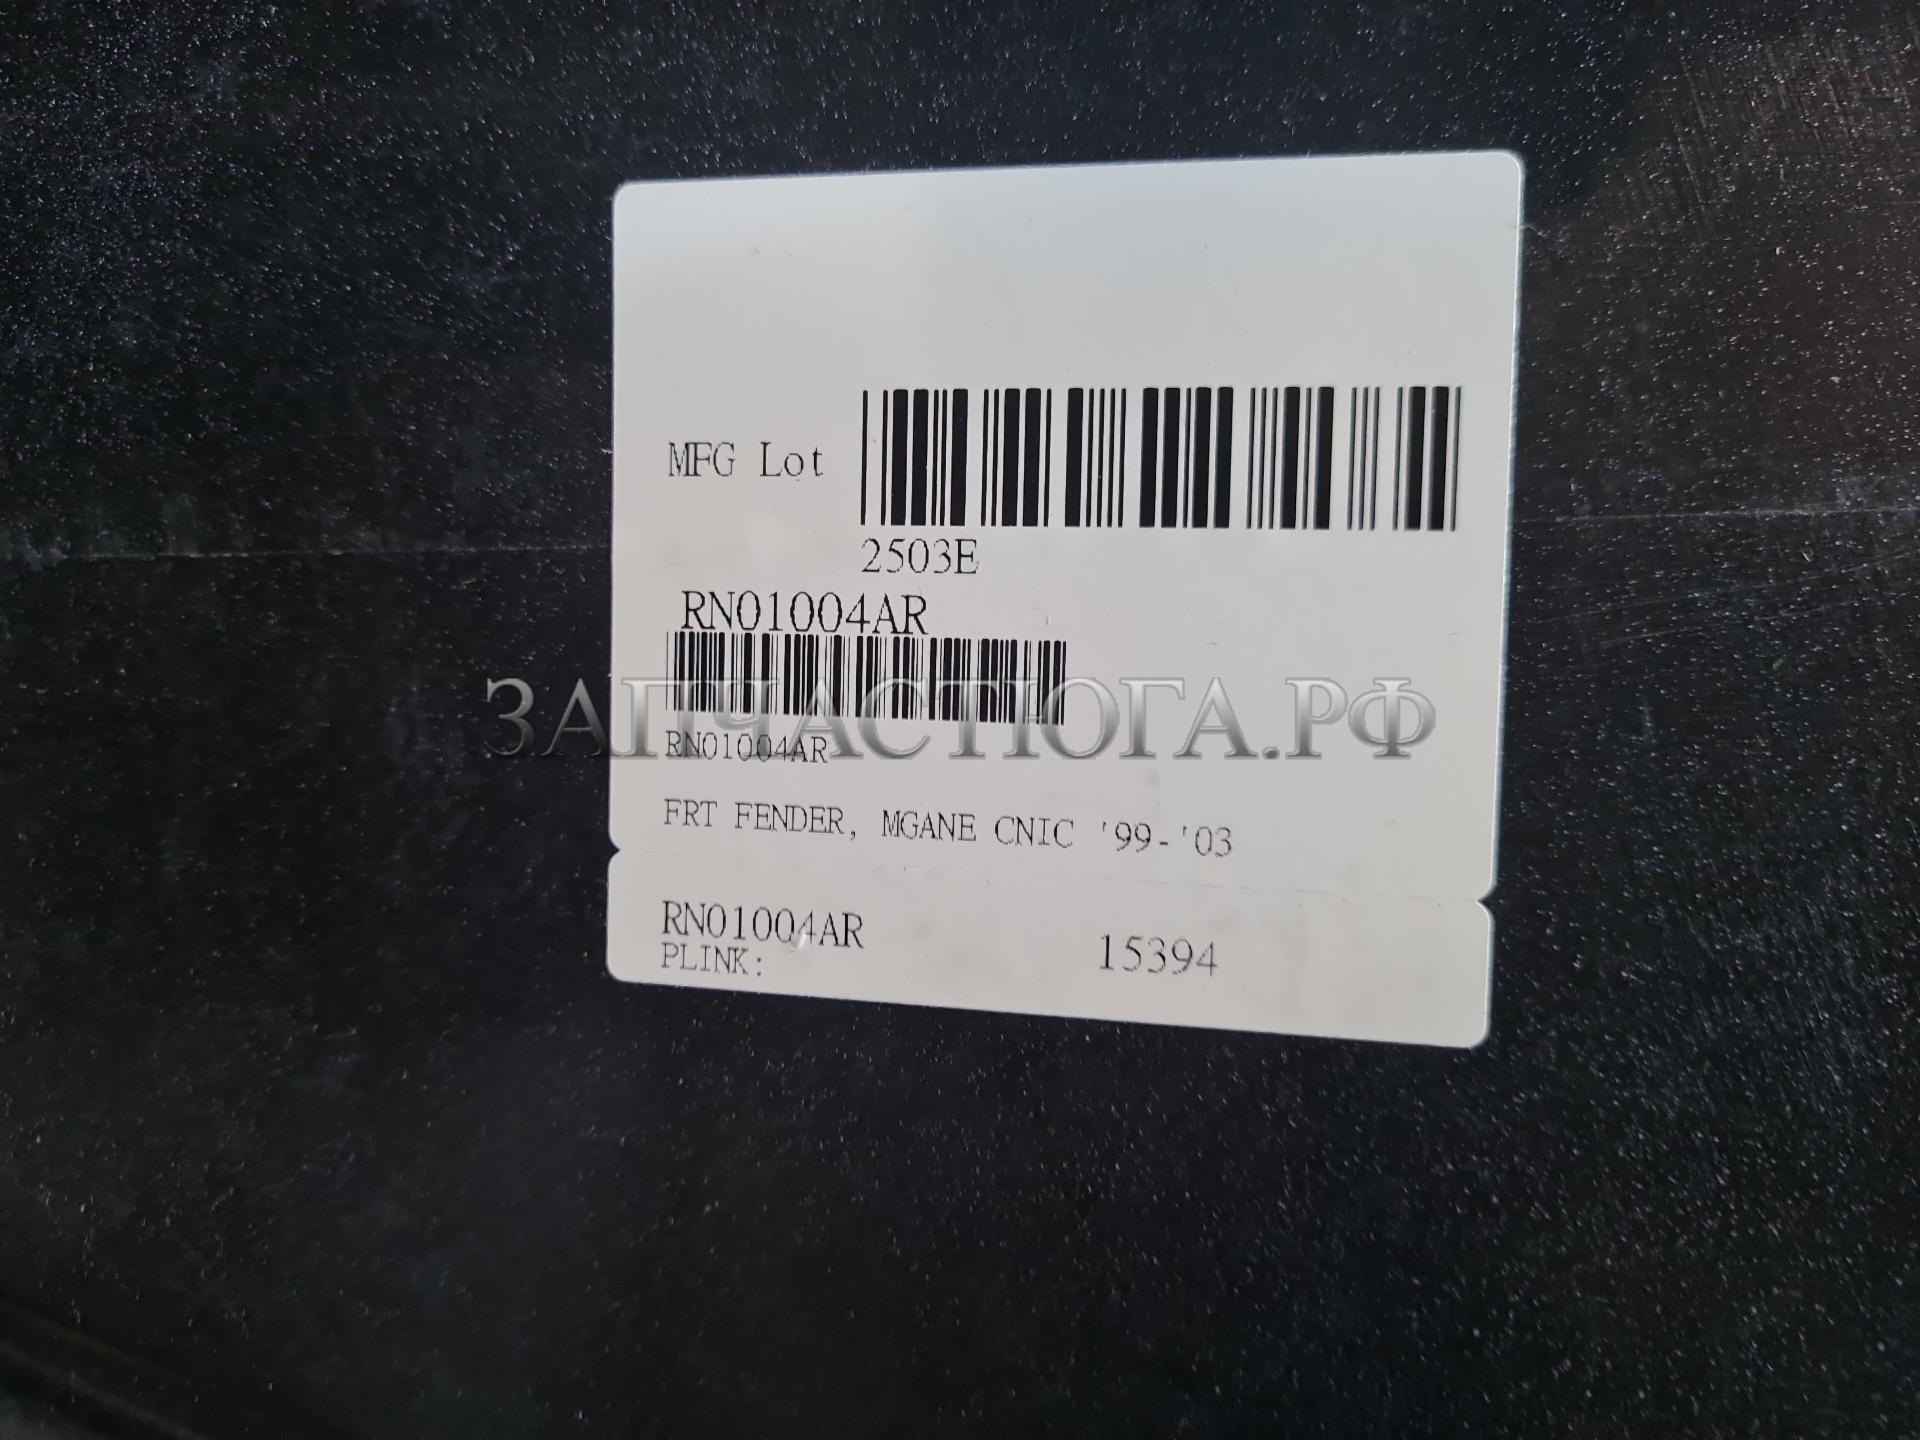 MFG Lot
2503E
RN01004AR
ЗАПЧАСТЮГА.РФ
RN01004AR
FRT FENDER, MGANE CNIC '99-'03
RN01004AR
15394
PLINK: